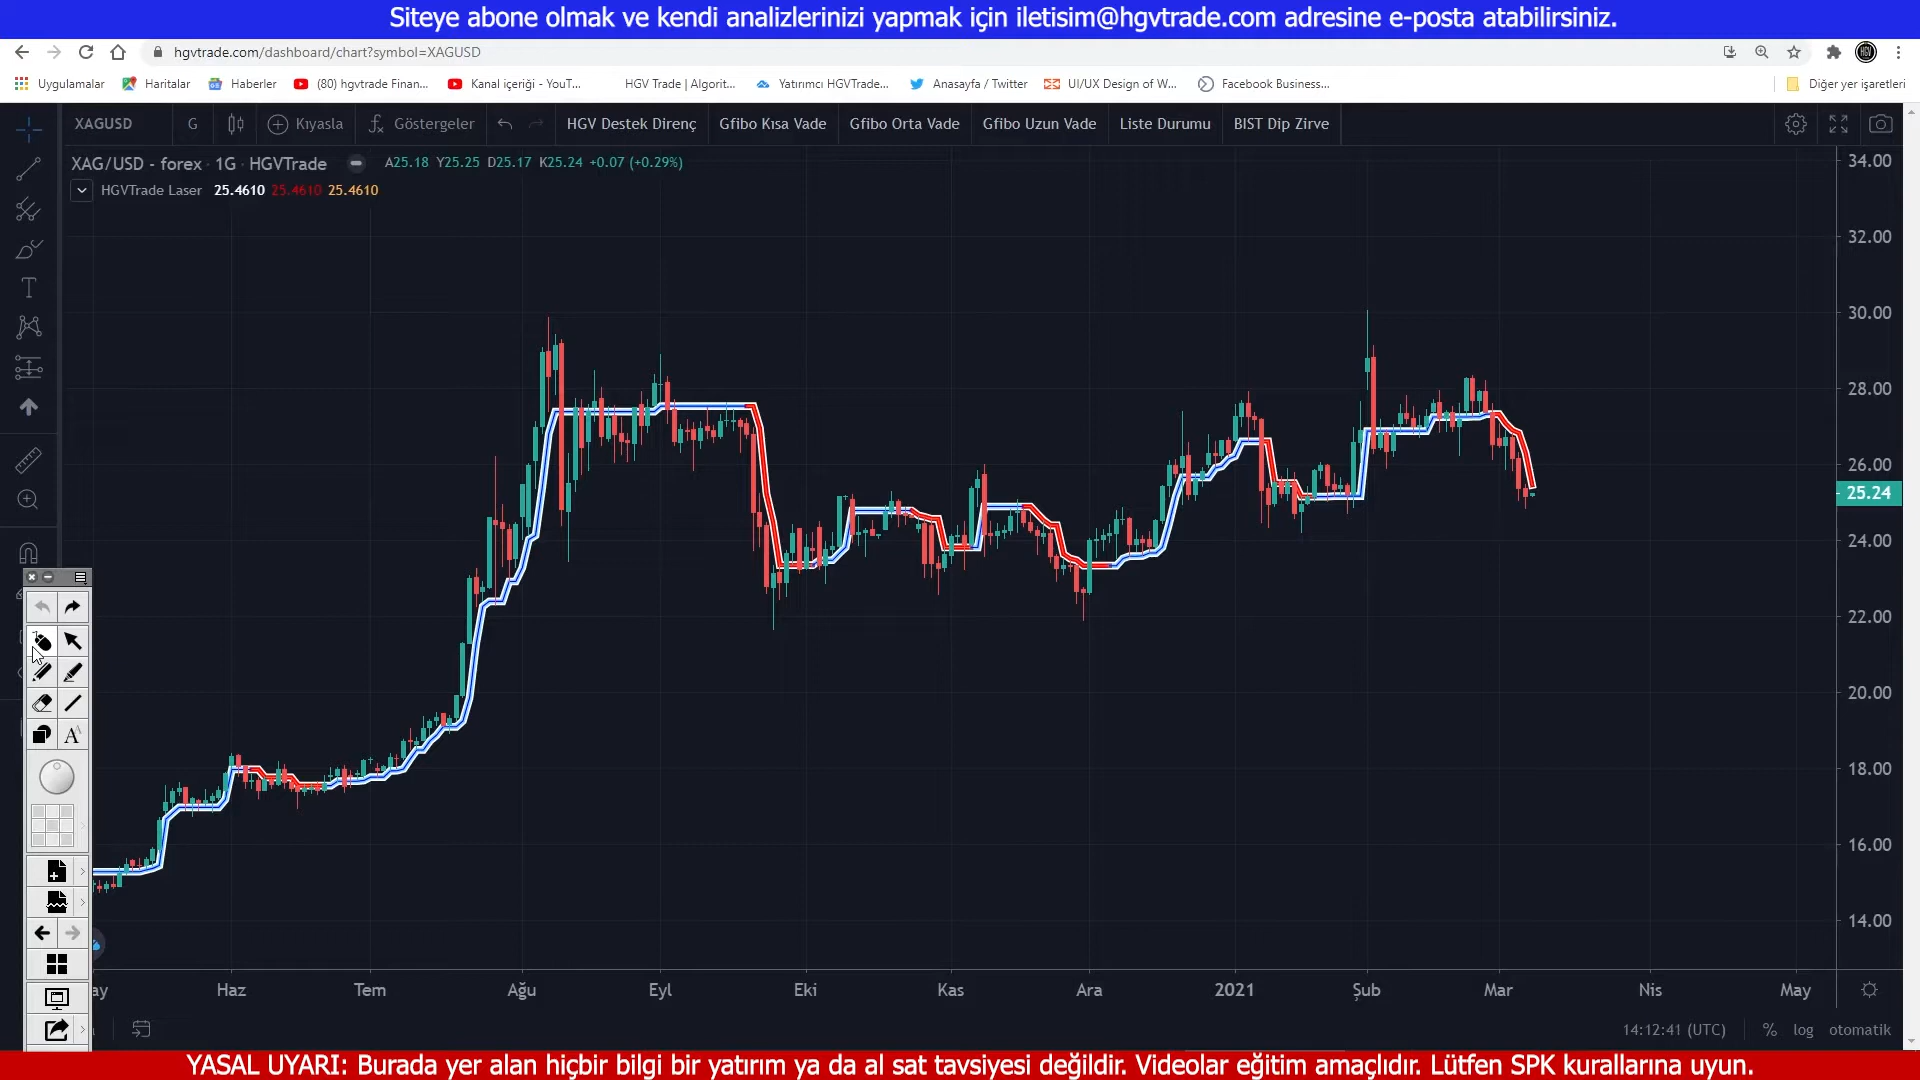 Siteye abone olmak ve kendi analizlerinizi yapmak için iletisim@hgvtrade.com adresine e-posta atabilirsiniz.
hgvtrade.com/dashboard/chart?symbol=XAGUSD
Uygulamalar Haritalar Haberler (80) hgvtrade Finan... Kanal içeriği - YouT... HGV Trade | Algorit... Yatırımcı HGVTrade... Anasayfa / Twitter UI/UX Design of W... Facebook Business... Diğer yer işaretleri
XAGUSD G Kıyasla Göstergeler HGV Destek Direnç Gfibo Kısa Vade Gfibo Orta Vade Gfibo Uzun Vade Liste Durumu BIST Dip Zirve
XAG/USD - forex · 1G · HGVTrade A25.18 Y25.25 D25.17 K25.24 +0.07 (+0.29%)
HGVTrade Laser 25.4610 25.4610 25.4610
34.00
32.00
30.00
28.00
26.00
25.24
24.00
22.00
20.00
18.00
16.00
14.00
ay Haz Tem Ağu Eyl Eki Kas Ara 2021 Şub Mar Nis May
14:12:41 (UTC) % log otomatik
YASAL UYARI: Burada yer alan hiçbir bilgi bir yatırım ya da al sat tavsiyesi değildir. Videolar eğitim amaçlıdır. Lütfen SPK kurallarına uyun.